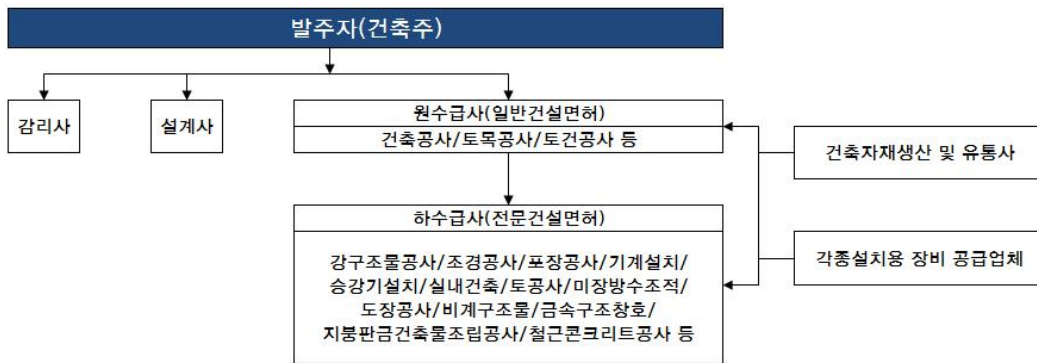 발주자(건축주)
감리사
설계사
원수급사(일반건설면허)
건축공사/토목공사/토건공사 등
건축자재생산 및 유통사
하수급사(전문건설면허)
강구조물공사/조경공사/포장공사/기계설치/
승강기설치/실내건축/토공사/미장방수조적/
도장공사/비계구조물/금속구조창호/
지붕판금건축물조립공사/철근콘크리트공사 등
각종설치용 장비 공급업체